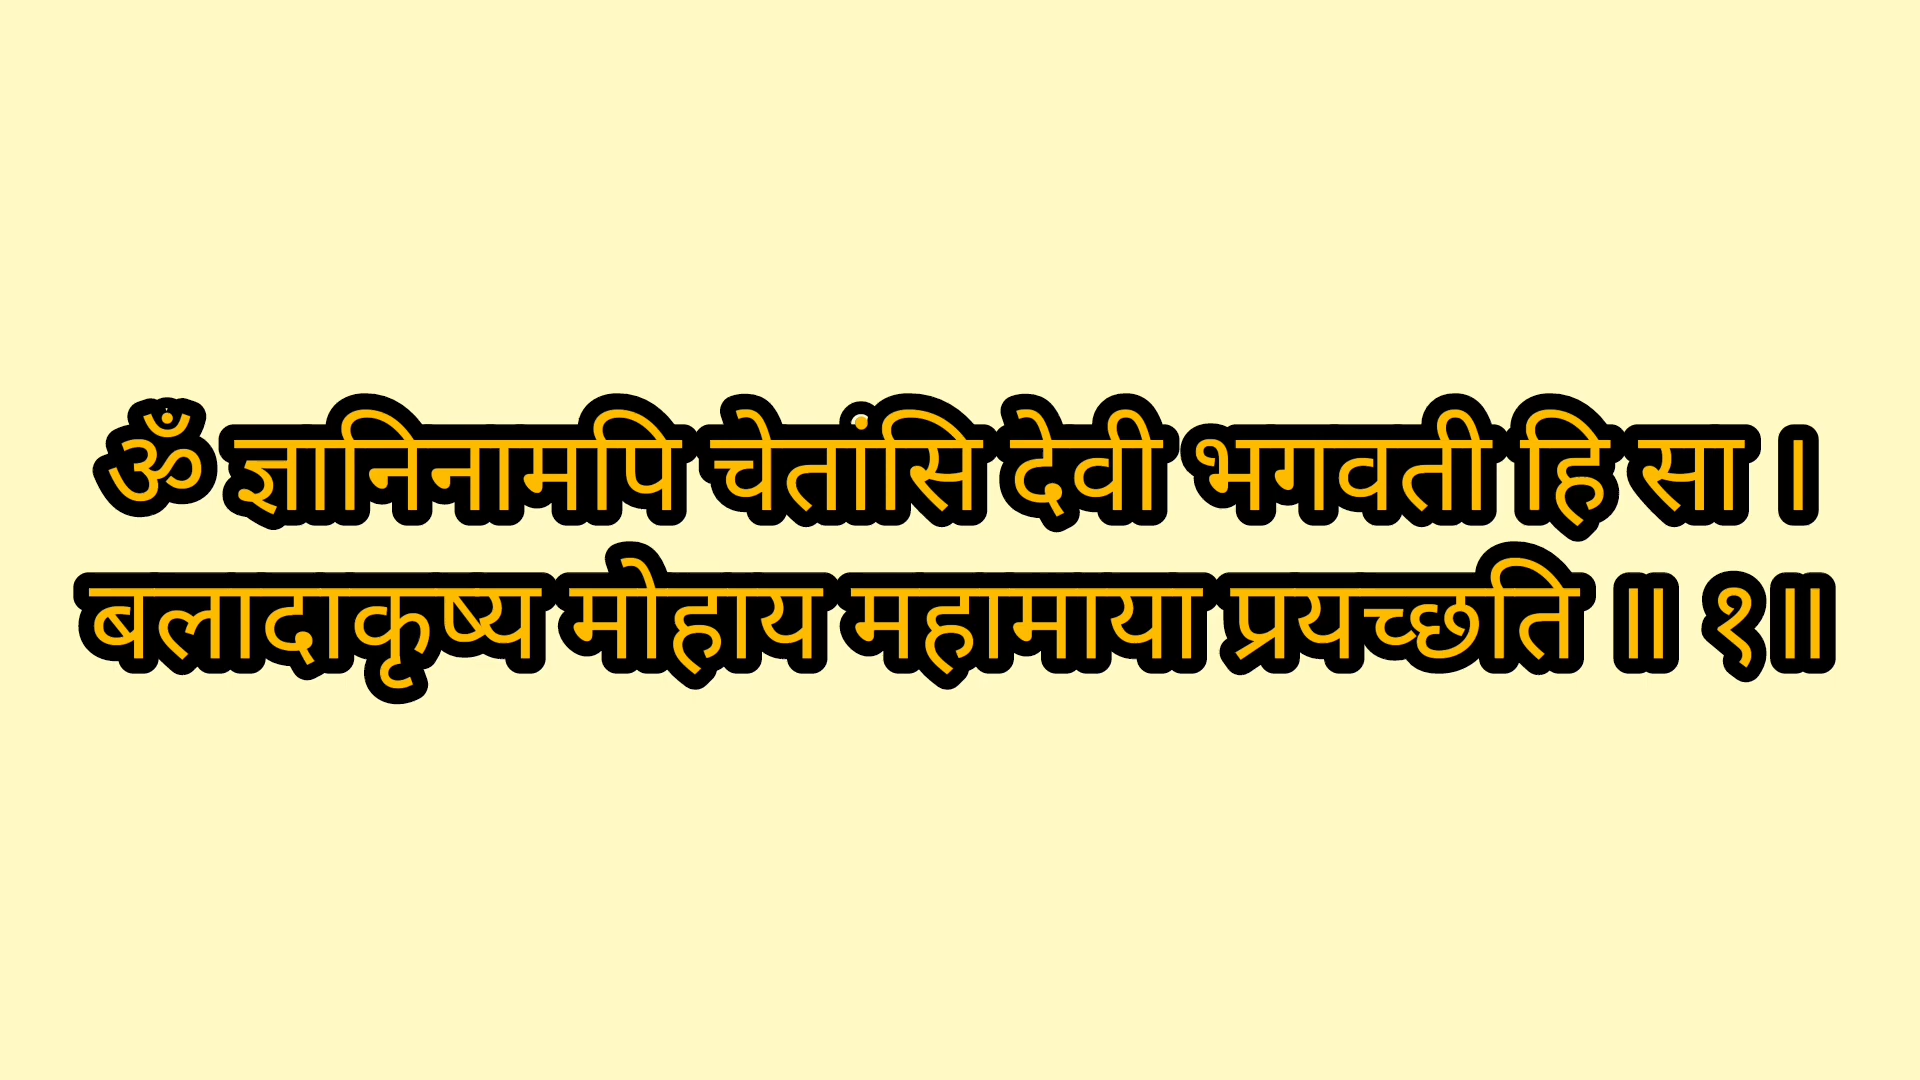 ॐ ज्ञानिनामपि चेतांसि देवी भगवती हि सा ।
बलादाकृष्य मोहाय महामाया प्रयच्छति ॥ १॥